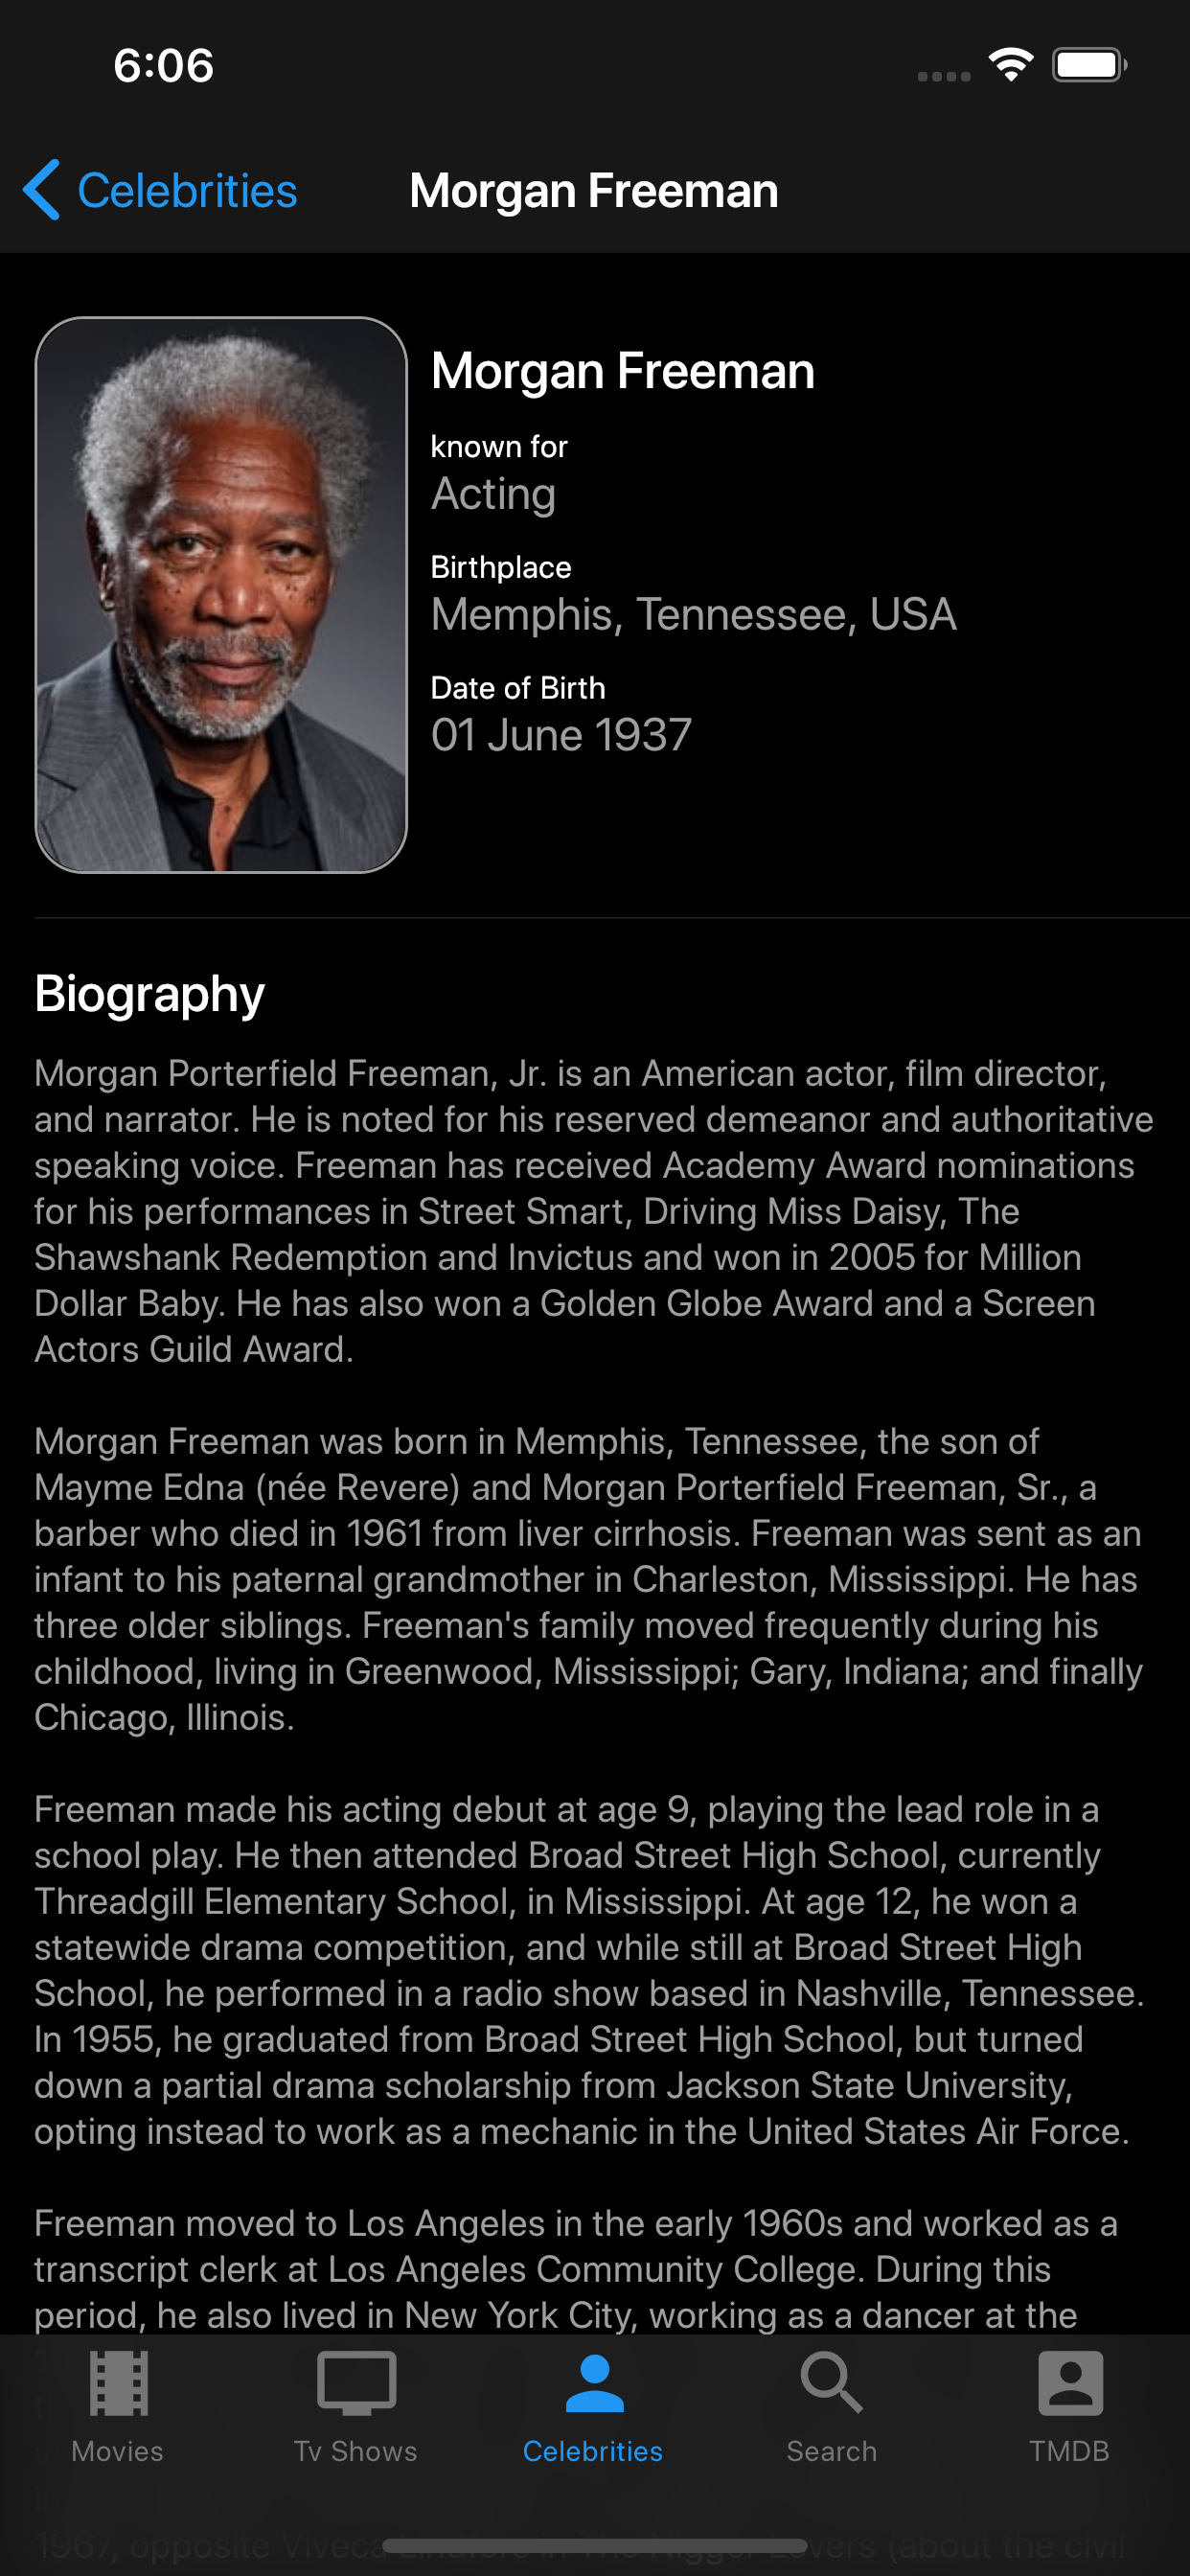 6:06
Celebrities
Morgan Freeman
Morgan Freeman
known for
Acting
Birthplace
Memphis, Tennessee, USA
Date of Birth
01 June 1937
Biography
Morgan Porterfield Freeman, Jr. is an American actor, film director,
and narrator. He is noted for his reserved demeanor and authoritative
speaking voice. Freeman has received Academy Award nominations
for his performances in Street Smart, Driving Miss Daisy, The
Shawshank Redemption and Invictus and won in 2005 for Million
Dollar Baby. He has also won a Golden Globe Award and a Screen
Actors Guild Award.
Morgan Freeman was born in Memphis, Tennessee, the son of
Mayme Edna (née Revere) and Morgan Porterfield Freeman, Sr., a
barber who died in 1961 from liver cirrhosis. Freeman was sent as an
infant to his paternal grandmother in Charleston, Mississippi. He has
three older siblings. Freeman's family moved frequently during his
childhood, living in Greenwood, Mississippi; Gary, Indiana; and finally
Chicago, Illinois.
Freeman made his acting debut at age 9, playing the lead role in a
school play. He then attended Broad Street High School, currently
Threadgill Elementary School, in Mississippi. At age 12, he won a
statewide drama competition, and while still at Broad Street High
School, he performed in a radio show based in Nashville, Tennessee.
In 1955, he graduated from Broad Street High School, but turned
down a partial drama scholarship from Jackson State University,
opting instead to work as a mechanic in the United States Air Force.
Freeman moved to Los Angeles in the early 1960s and worked as a
transcript clerk at Los Angeles Community College. During this
period, he also lived in New York City, working as a dancer at the
Movies
Tv Shows
Celebrities
Search
TMDB
1967, opposite Viveca (about the civil